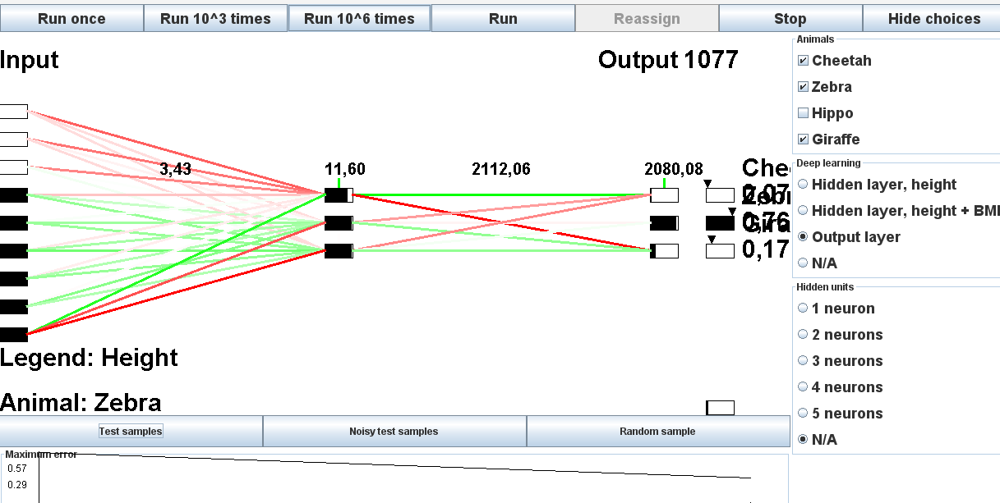 Run once
Run 10^3 times
Run 10^6 times
Run
Reassign
Stop
Hide choices
Input
Output 1077
Animals
Cheetah
Zebra
Hippo
Giraffe
Deep learning
Hidden layer, height
Hidden layer, height + BMI
Output layer
N/A
Hidden units
1 neuron
2 neurons
3 neurons
4 neurons
5 neurons
N/A
3,43
11,60
2112,06
2080,08
Che
0,07
Zebr
0,76
Gira
0,17
Legend: Height
Animal: Zebra
Test samples
Noisy test samples
Random sample
Maximum error
0.57
0.29